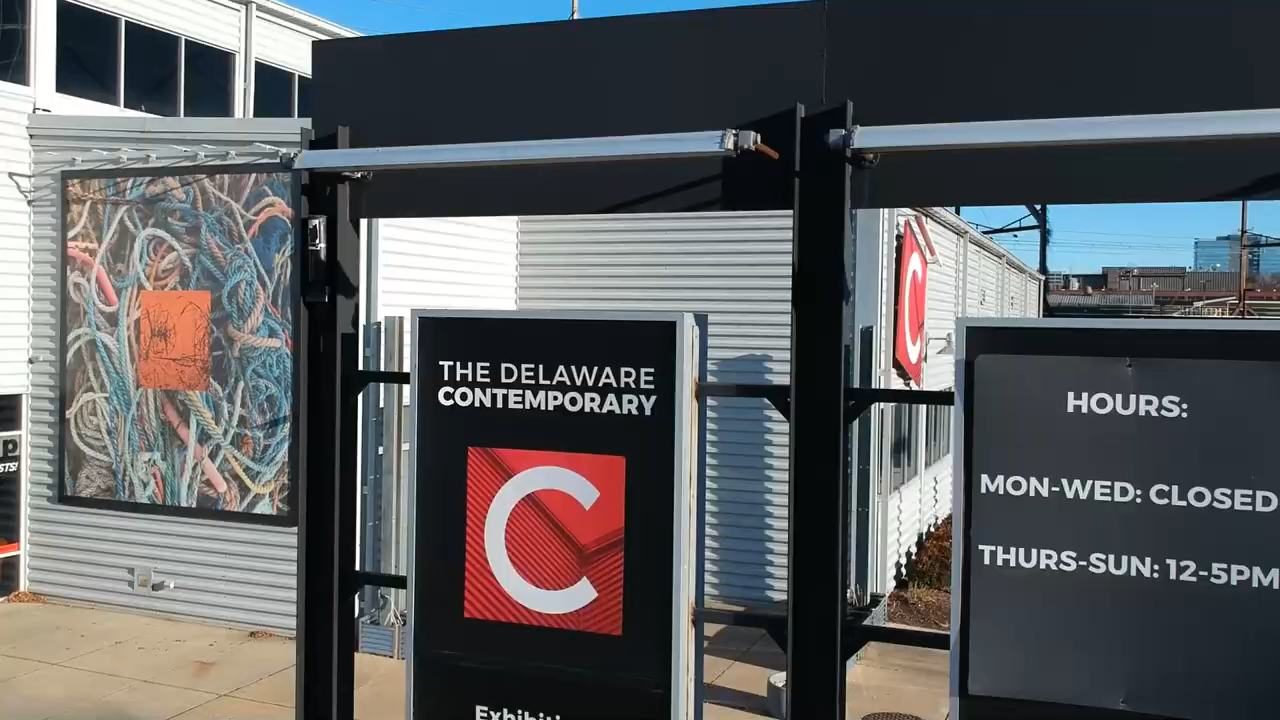 THE DELAWARE
CONTEMPORARY
C
C
HOURS:
MON-WED: CLOSED
THURS-SUN: 12-5PM